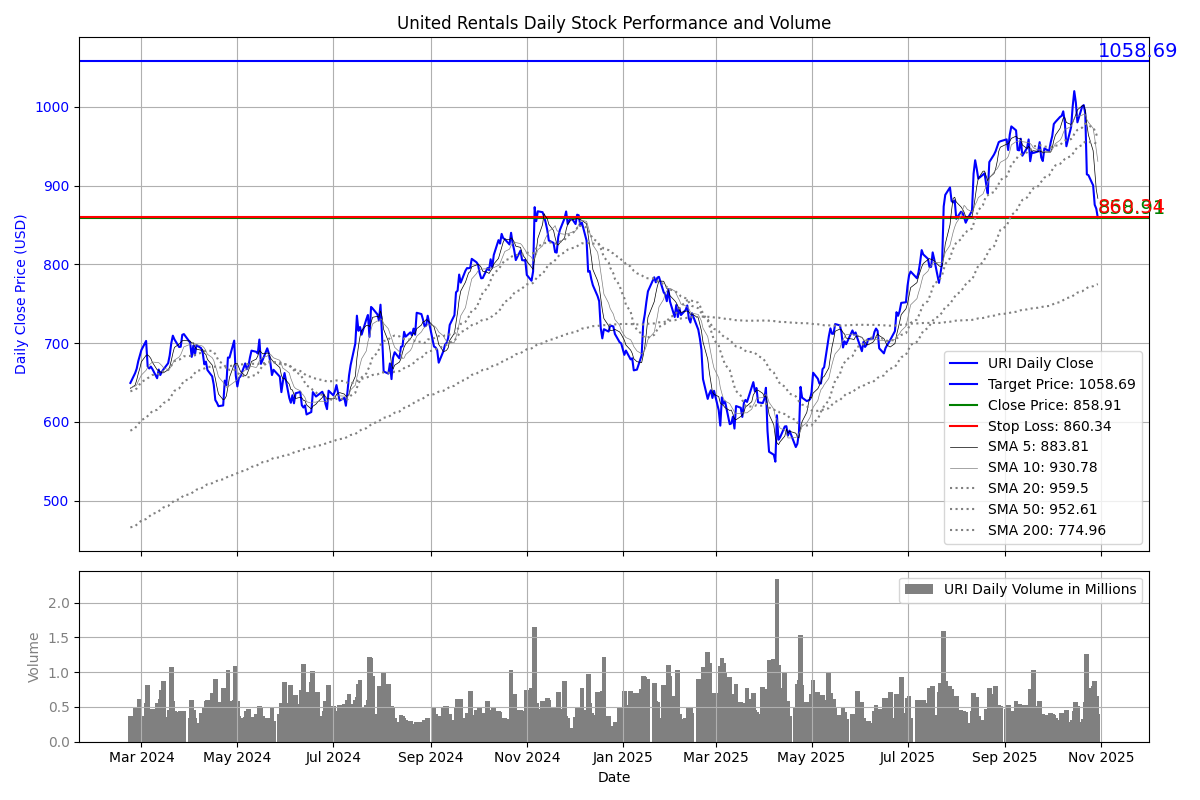 United Rentals Daily Stock Performance and Volume
1058.69
1000
900
860.34
858.91
800
700
600
500
Daily Close Price (USD)
URI Daily Close
Target Price: 1058.69
Close Price: 858.91
Stop Loss: 860.34
SMA 5: 883.81
SMA 10: 930.78
SMA 20: 959.5
SMA 50: 952.61
SMA 200: 774.96
URI Daily Volume in Millions
2.0
1.5
1.0
0.5
0.0
Volume
Mar 2024 May 2024 Jul 2024 Sep 2024 Nov 2024 Jan 2025 Mar 2025 May 2025 Jul 2025 Sep 2025 Nov 2025
Date